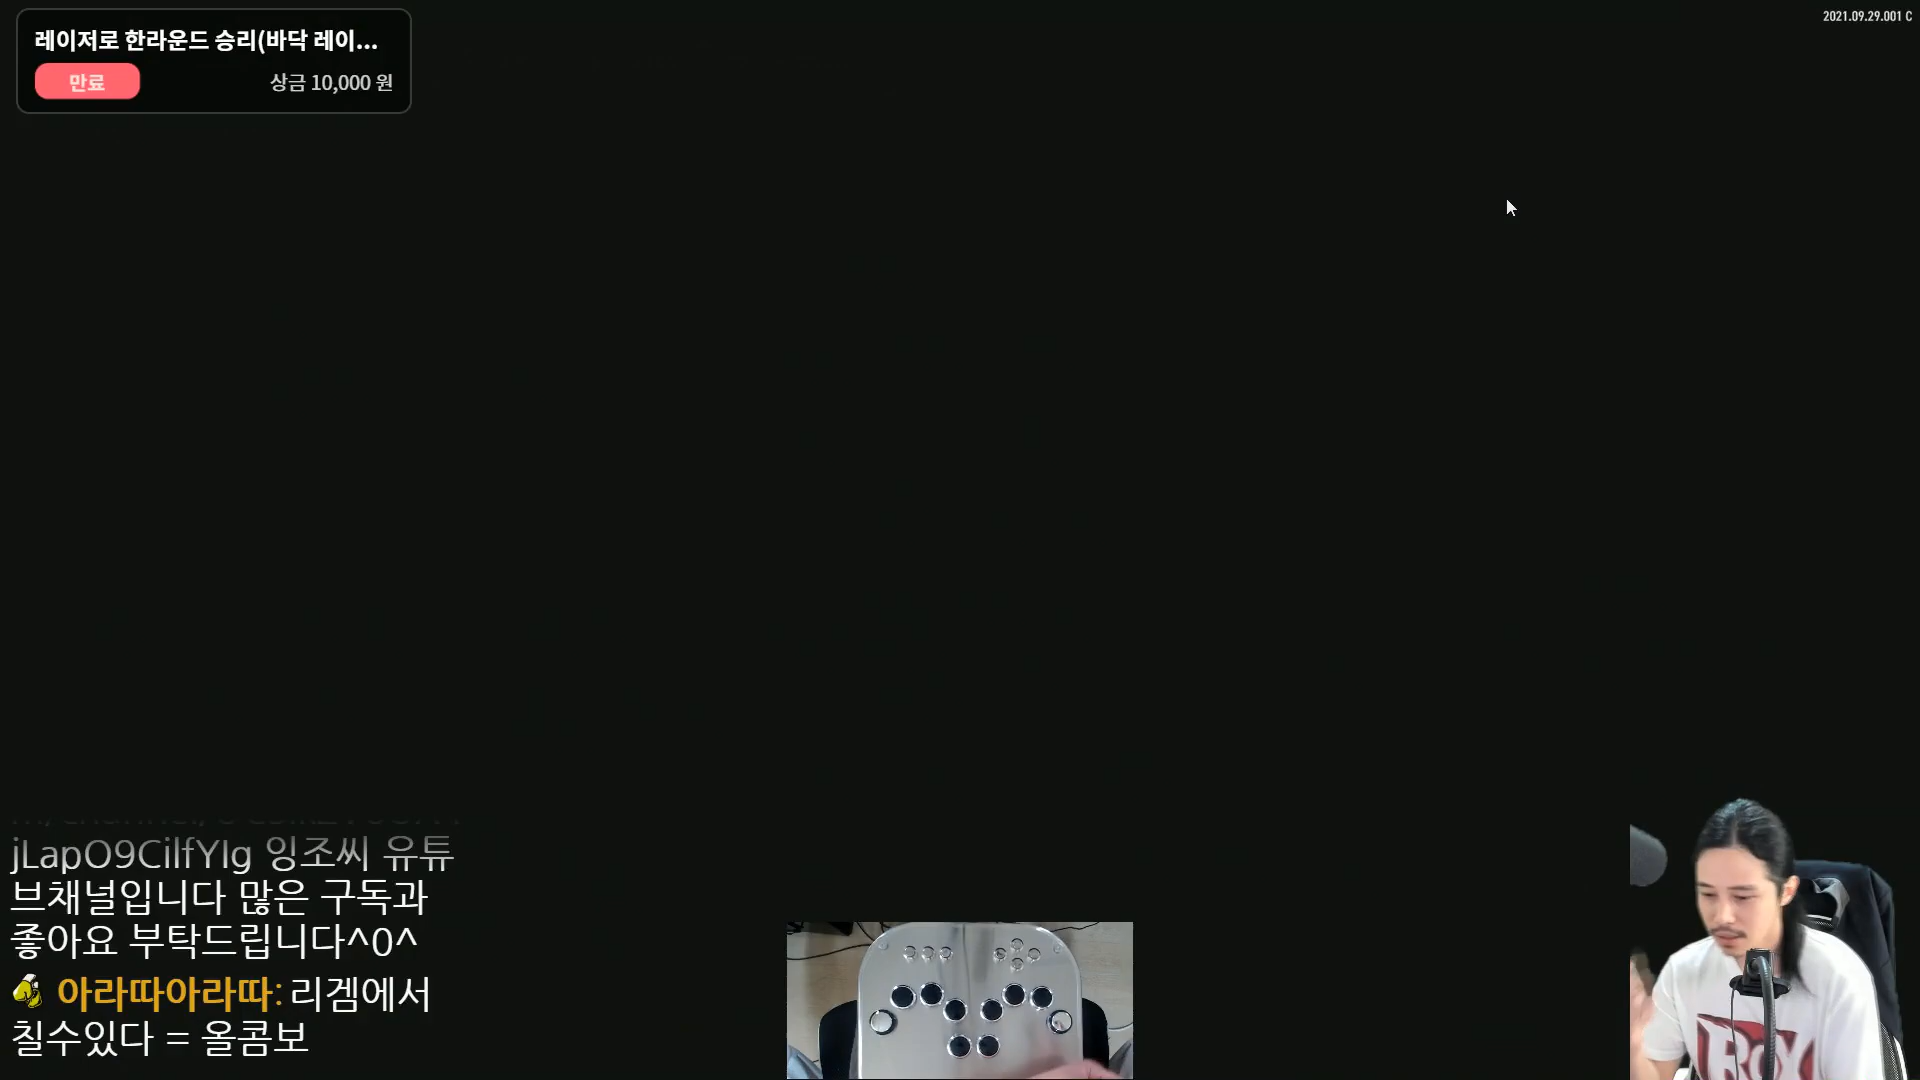 레이저로 한라운드 승리(바닥 레이...
만료
상금 10,000 원
2021.09.29.001 C
jLapO9CilfYIg 잉조씨 유튜
브채널입니다 많은 구독과
좋아요 부탁드립니다^0^
아라따아라따: 리겜에서
칠수있다 = 올콤보
ROX